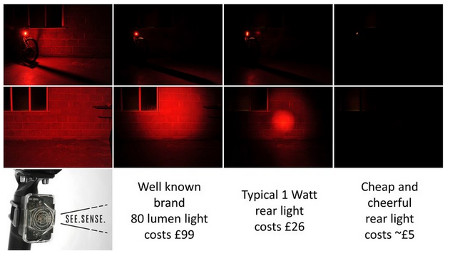 SEE.SENSE.
Well known
brand
80 lumen light
costs £99
Typical 1 Watt
rear light
costs £26
Cheap and
cheerful
rear light
costs ~£5